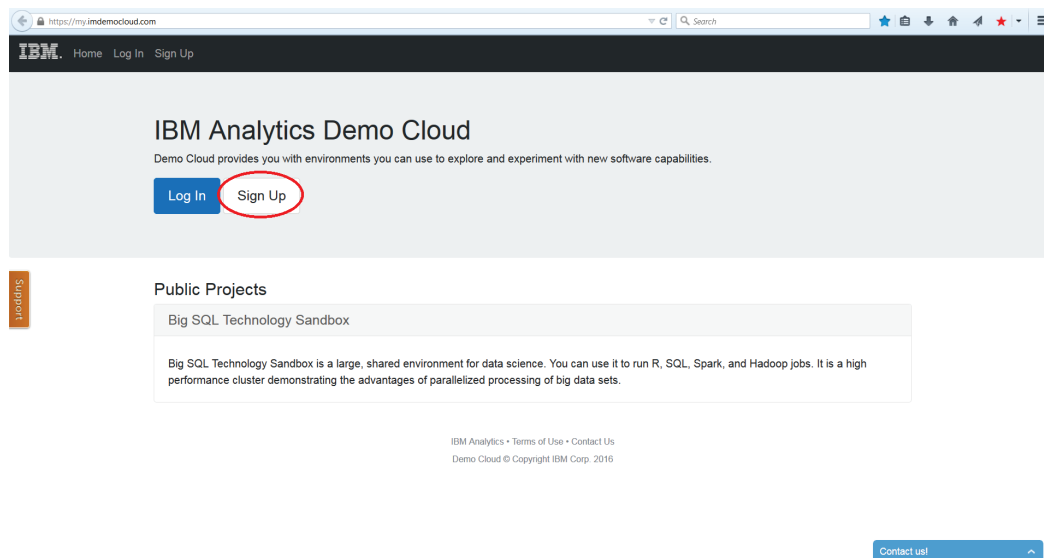 https://my.imdemocloud.com
Search
IBM. Home Log In Sign Up
IBM Analytics Demo Cloud
Demo Cloud provides you with environments you can use to explore and experiment with new software capabilities.
Log In Sign Up
Support
Public Projects
Big SQL Technology Sandbox
Big SQL Technology Sandbox is a large, shared environment for data science. You can use it to run R, SQL, Spark, and Hadoop jobs. It is a high
performance cluster demonstrating the advantages of parallelized processing of big data sets.
IBM Analytics • Terms of Use • Contact Us
Demo Cloud © Copyright IBM Corp. 2016
Contact us!